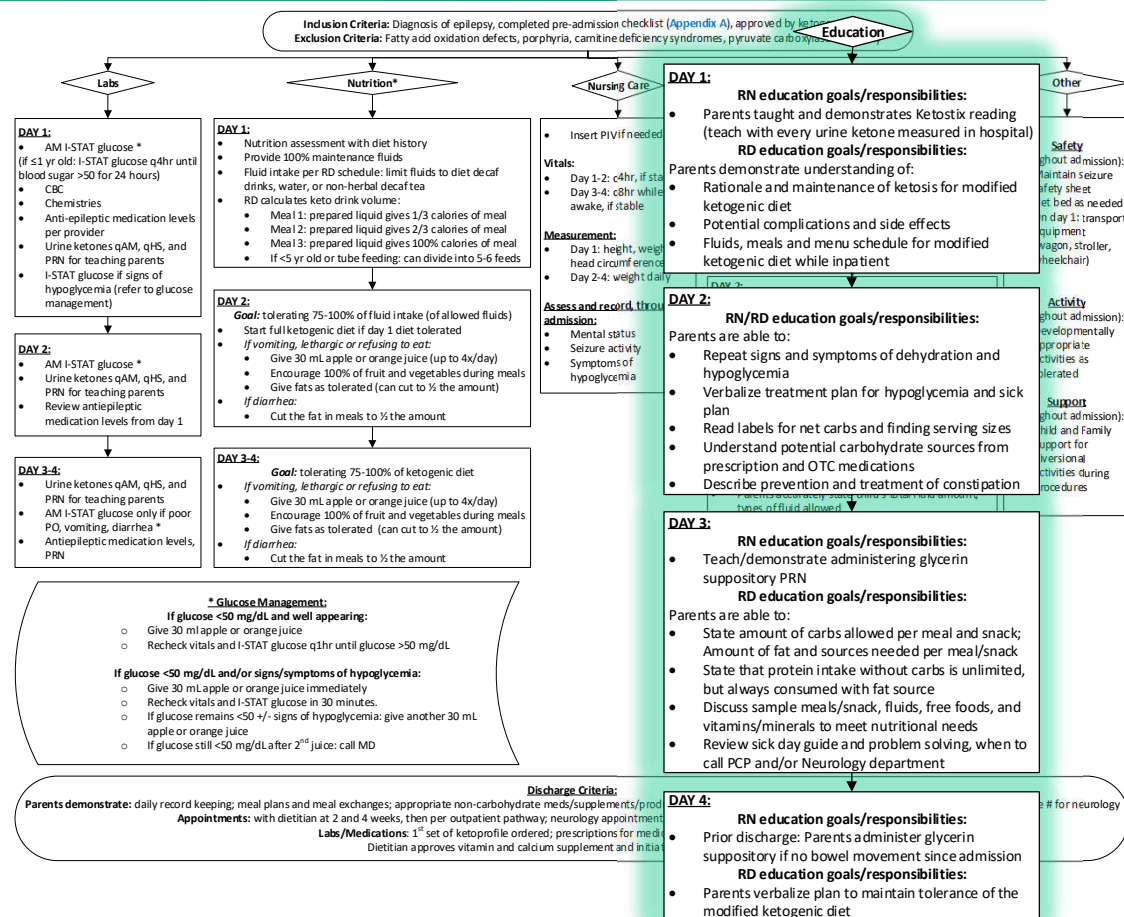 Inclusion Criteria: Diagnosis of epilepsy, completed pre-admission checklist (Appendix A), approved by
Exclusion Criteria: Fatty acid oxidation defects, porphyria, carnitine deficiency syndromes, pyruvate
Labs
Nutrition*
Nursing Care
Education
Other
DAY 1:
• AM I-STAT glucose *
(if ≤1 yr old: I-STAT glucose q4hr until
blood sugar >50 for 24 hours)
• CBC
• Chemistries
• Anti-epileptic medication levels
per provider
• Urine ketones qAM, qHS, and
PRN for teaching parents
• I-STAT glucose if signs of
hypoglycemia (refer to glucose
management)
DAY 2:
• AM I-STAT glucose *
• Urine ketones qAM, qHS, and
PRN for teaching parents
• Review antiepileptic
medication levels from day 1
DAY 3-4:
• Urine ketones qAM, qHS, and
PRN for teaching parents
• AM I-STAT glucose only if poor
PO, vomiting, diarrhea *
• Antiepileptic medication levels,
PRN
DAY 1:
• Nutrition assessment with diet history
• Provide 100% maintenance fluids
• Fluid intake per RD schedule: limit fluids to diet decaf
drinks, water, or non-herbal decaf tea
• RD calculates keto drink volume:
• Meal 1: prepared liquid gives 1/3 calories of meal
• Meal 2: prepared liquid gives 2/3 calories of meal
• Meal 3: prepared liquid gives 100% calories of meal
• If <5 yr old or tube feeding: can divide into 5-6 feeds
DAY 2:
Goal: tolerating 75-100% of fluid intake (of allowed fluids)
• Start full ketogenic diet if day 1 diet tolerated
• If vomiting, lethargic or refusing to eat:
• Give 30 mL apple or orange juice (up to 4x/day)
• Encourage 100% of fruit and vegetables during meals
• Give fats as tolerated (can cut to ½ the amount)
• If diarrhea:
• Cut the fat in meals to ½ the amount
DAY 3-4:
Goal: tolerating 75-100% of ketogenic diet
• If vomiting, lethargic or refusing to eat:
• Give 30 mL apple or orange juice (up to 4x/day)
• Encourage 100% of fruit and vegetables during meals
• Give fats as tolerated (can cut to ½ the amount)
• If diarrhea:
• Cut the fat in meals to ½ the amount
• Insert PIV if needed
Vitals:
• Day 1-2: q4hr, if
• Day 3-4: q8hr while
awake, if stable
Measurement:
• Day 1: height,
head circumference
• Day 2-4: weight daily
Assess and record,
admission:
• Mental status
• Seizure activity
• Symptoms of
hypoglycemia
DAY 1:
RN education goals/responsibilities:
• Parents taught and demonstrates Ketostix reading
(teach with every urine ketone measured in hospital)
RD education goals/responsibilities:
Parents demonstrate understanding of:
• Rationale and maintenance of ketosis for modified
ketogenic diet
• Potential complications and side effects
• Fluids, meals and menu schedule for modified
ketogenic diet while inpatient
DAY 2:
RN/RD education goals/responsibilities:
Parents are able to:
• Repeat signs and symptoms of dehydration and
hypoglycemia
• Verbalize treatment plan for hypoglycemia and sick
plan
• Read labels for net carbs and finding serving sizes
• Understand potential carbohydrate sources from
prescription and OTC medications
• Describe prevention and treatment of constipation
types of fluid allowed
DAY 3:
RN education goals/responsibilities:
• Teach/demonstrate administering glycerin
suppository PRN
RD education goals/responsibilities:
Parents are able to:
• State amount of carbs allowed per meal and snack;
Amount of fat and sources needed per meal/snack
• State that protein intake without carbs is unlimited,
but always consumed with fat source
• Discuss sample meals/snack, fluids, free foods, and
vitamins/minerals to meet nutritional needs
• Review sick day guide and problem solving, when to
call PCP and/or Neurology department
DAY 4:
RN education goals/responsibilities:
• Prior discharge: Parents administer glycerin
suppository if no bowel movement since admission
RD education goals/responsibilities:
• Parents verbalize plan to maintain tolerance of the
modified ketogenic diet
Safety
admission):
seizure
sheet
bed as needed
day 1: transport
stroller,
Activity
admission):
activities as
Support
admission):
and Family
support for
activities during
* Glucose Management:
If glucose <50 mg/dL and well appearing:
o Give 30 ml apple or orange juice
o Recheck vitals and I-STAT glucose q1hr until glucose >50 mg/dL
If glucose <50 mg/dL and/or signs/symptoms of hypoglycemia:
o Give 30 mL apple or orange juice immediately
o Recheck vitals and I-STAT glucose in 30 minutes.
o If glucose remains <50 +/- signs of hypoglycemia: give another 30 mL
apple or orange juice
o If glucose still <50 mg/dL after 2nd juice: call MD
Discharge Criteria:
Parents demonstrate: daily record keeping; meal plans and meal exchanges; appropriate non-carbohydrate meds/supplements/ # for neurology
Appointments: with dietitian at 2 and 4 weeks, then per outpatient pathway; neurology
Labs/Medications: 1st set of ketoprofile ordered; prescriptions for
Dietitian approves vitamin and calcium supplement and